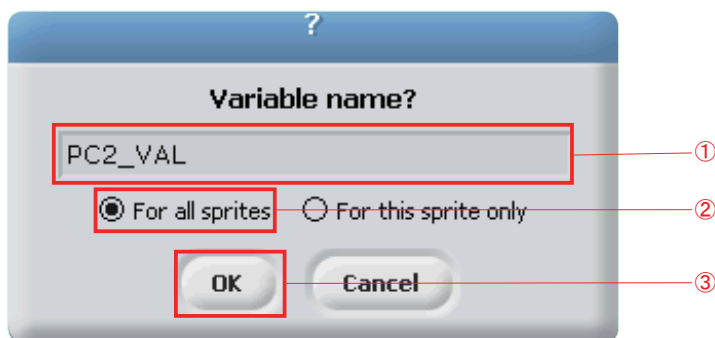 ?
Variable name?
PC2_VAL ①
For all sprites For this sprite only ②
OK Cancel ③